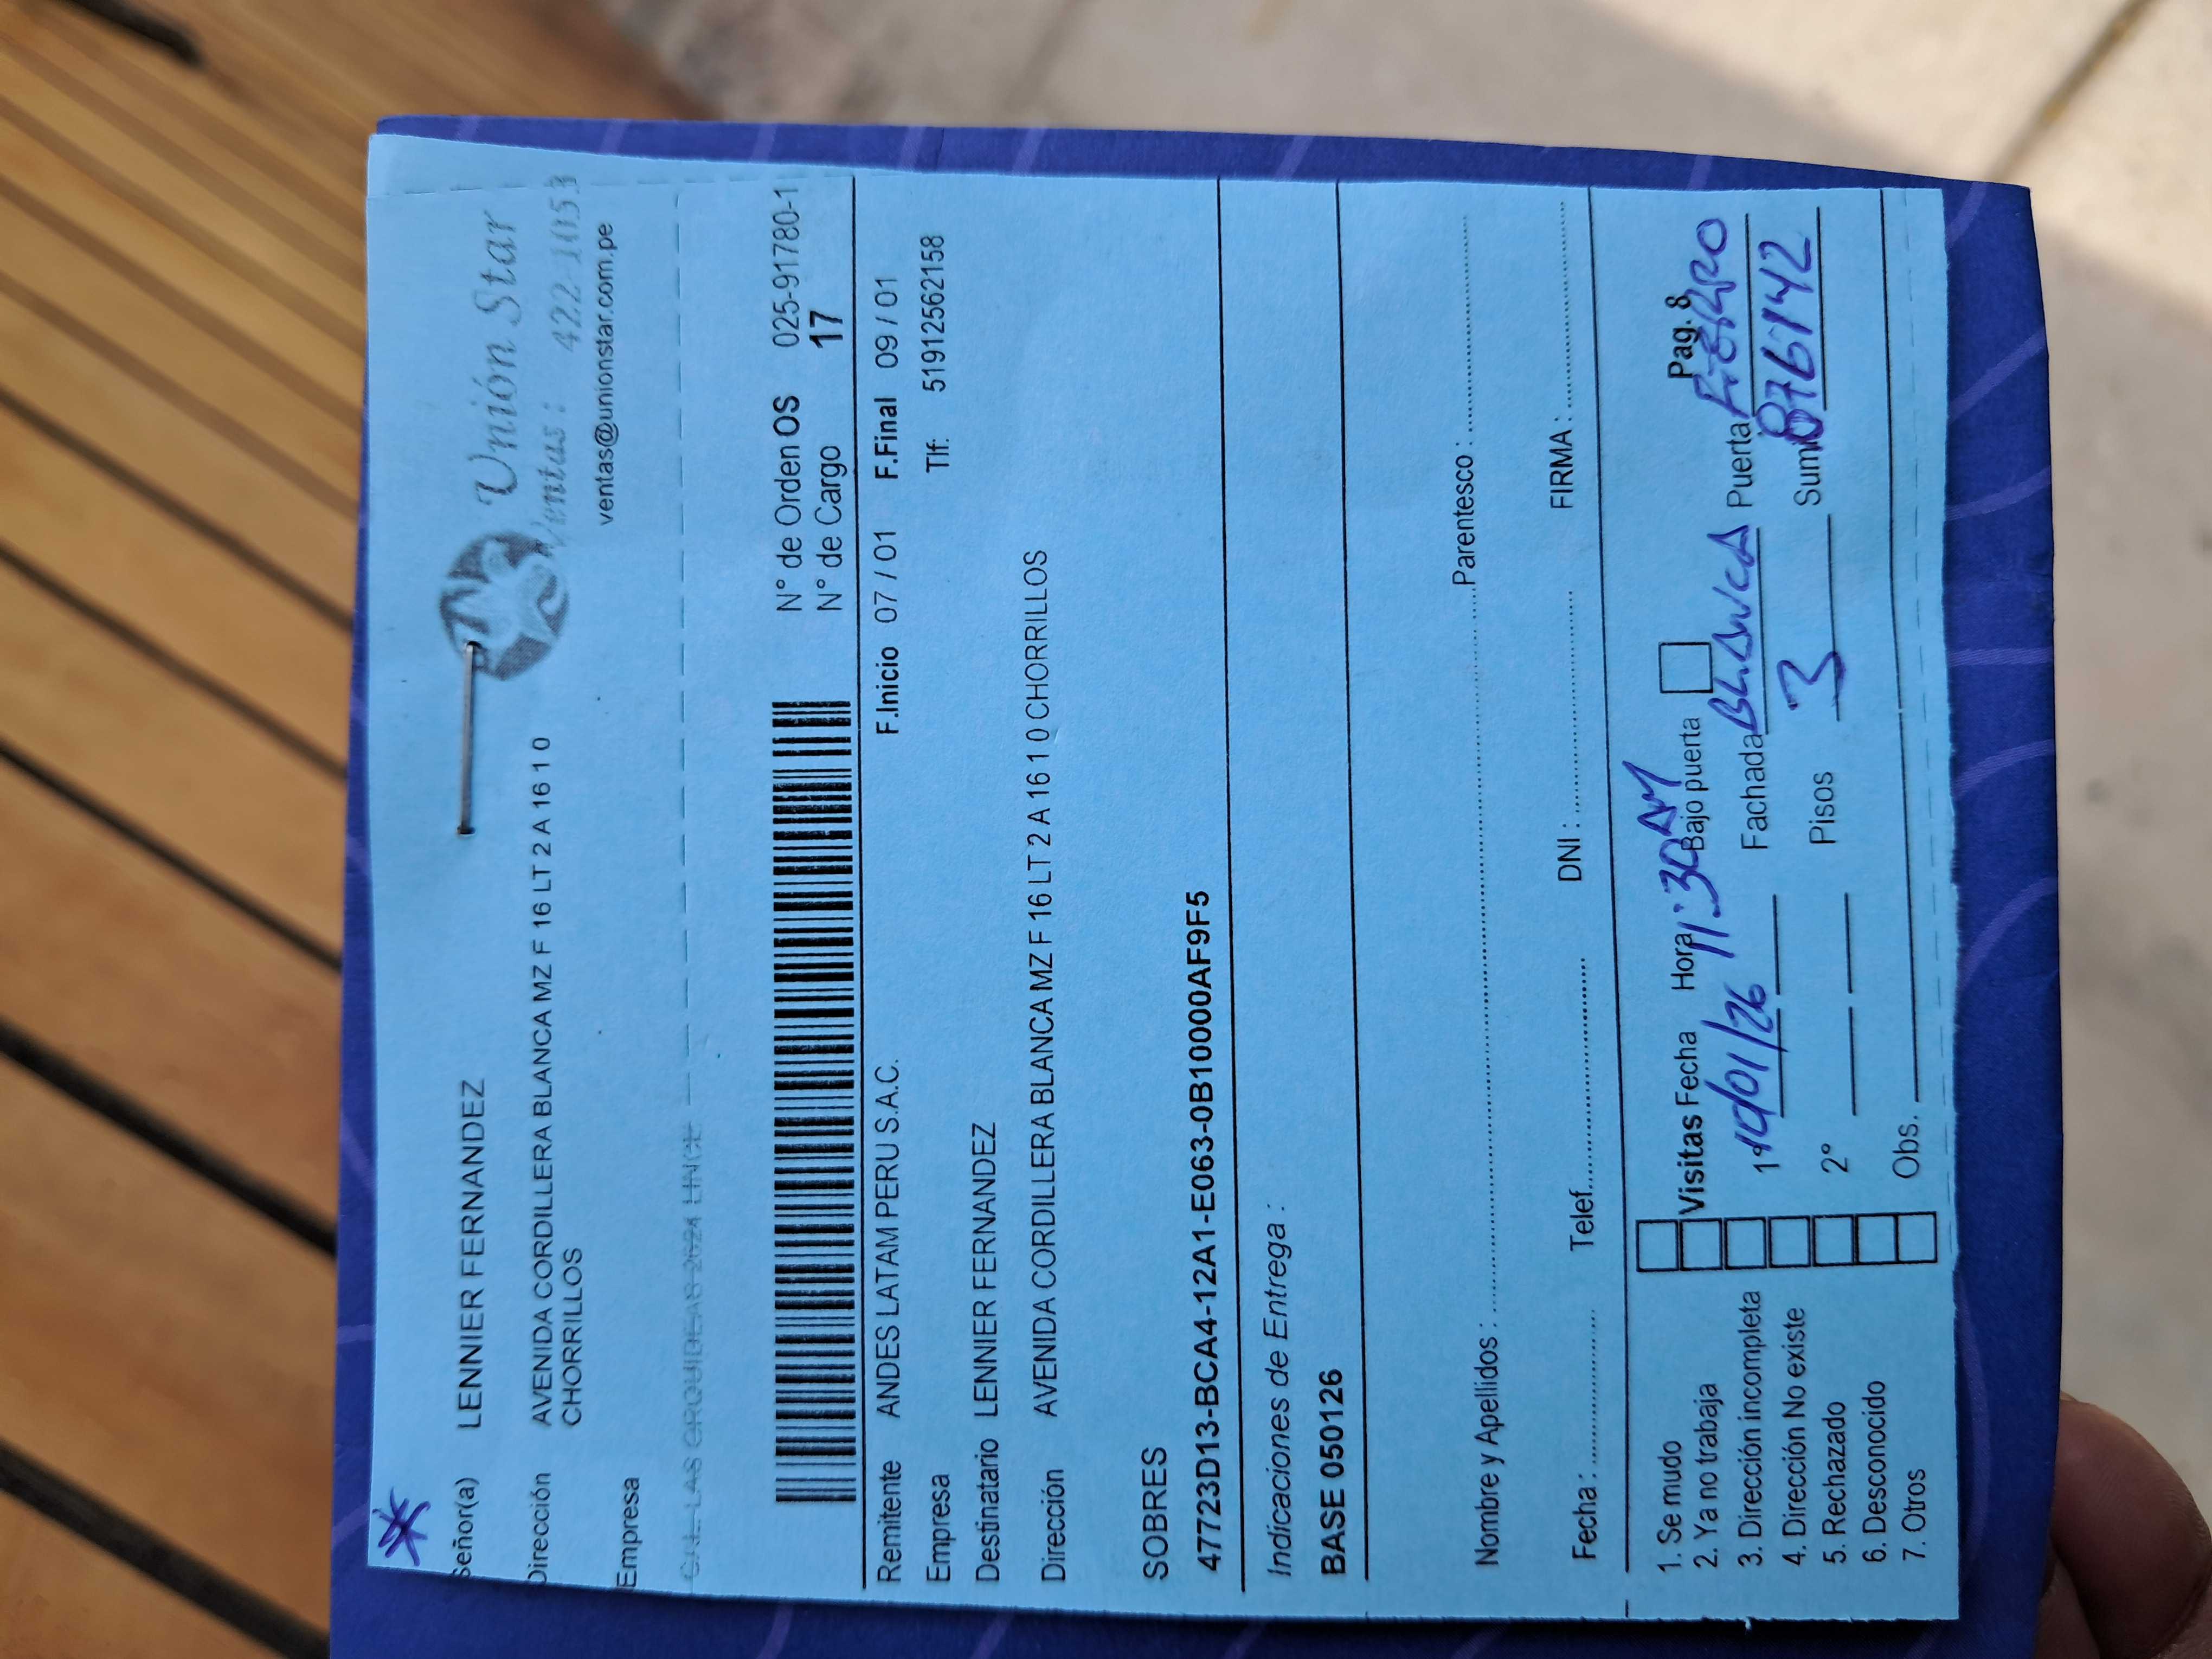 Unión Star
Ventas: 422-1053
ventas@unionstar.com.pe
Señor(a) LENNIER FERNANDEZ
Dirección AVENIDA CORDILLERA BLANCA MZ F 16 LT 2 A 16 1 0
CHORRILLOS
Empresa
LAS ORQUIDEAS 2624 LINCE
N° de Orden OS 025-91780-1
N° de Cargo 17
Remitente ANDES LATAM PERU S.A.C. F.Inicio 07 / 01 F.Final 09 / 01
Empresa Tlf: 51912562158
Destinatario LENNIER FERNANDEZ
Dirección AVENIDA CORDILLERA BLANCA MZ F 16 LT 2 A 16 1 0 CHORRILLOS
SOBRES
47723D13-BCA4-12A1-E063-0B10000AF9F5
Indicaciones de Entrega :
BASE 050126
Nombre y Apellidos : Parentesco :
Fecha : Telef. DNI : FIRMA :
1. Se mudo
2. Ya no trabaja
3. Dirección incompleta
4. Dirección No existe
5. Rechazado
6. Desconocido
7. Otros
Visitas Fecha Hora Bajo puerta Pag. 8
/01/26 11:30AM Fachada BLANCA Puerta FIERRO
2° Pisos 3 Sum
Obs.